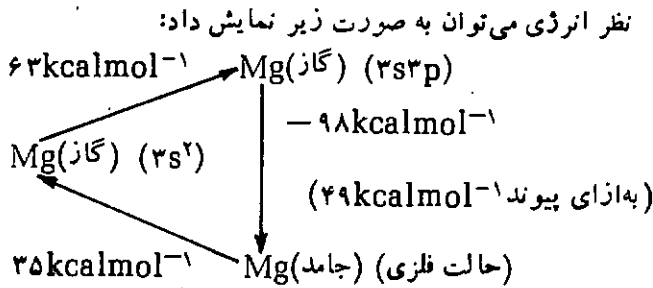 نظر انرژی می‌توان به صورت زیر نمایش داد:
۶۳kcalmol⁻¹ Mg(گاز) (۳s۳p)
−۹۸kcalmol⁻¹
Mg(گاز) (۳s²)
(به‌ازای پیوند ۴۹kcalmol⁻¹)
۳۵kcalmol⁻¹ Mg(جامد) (حالت فلزی)